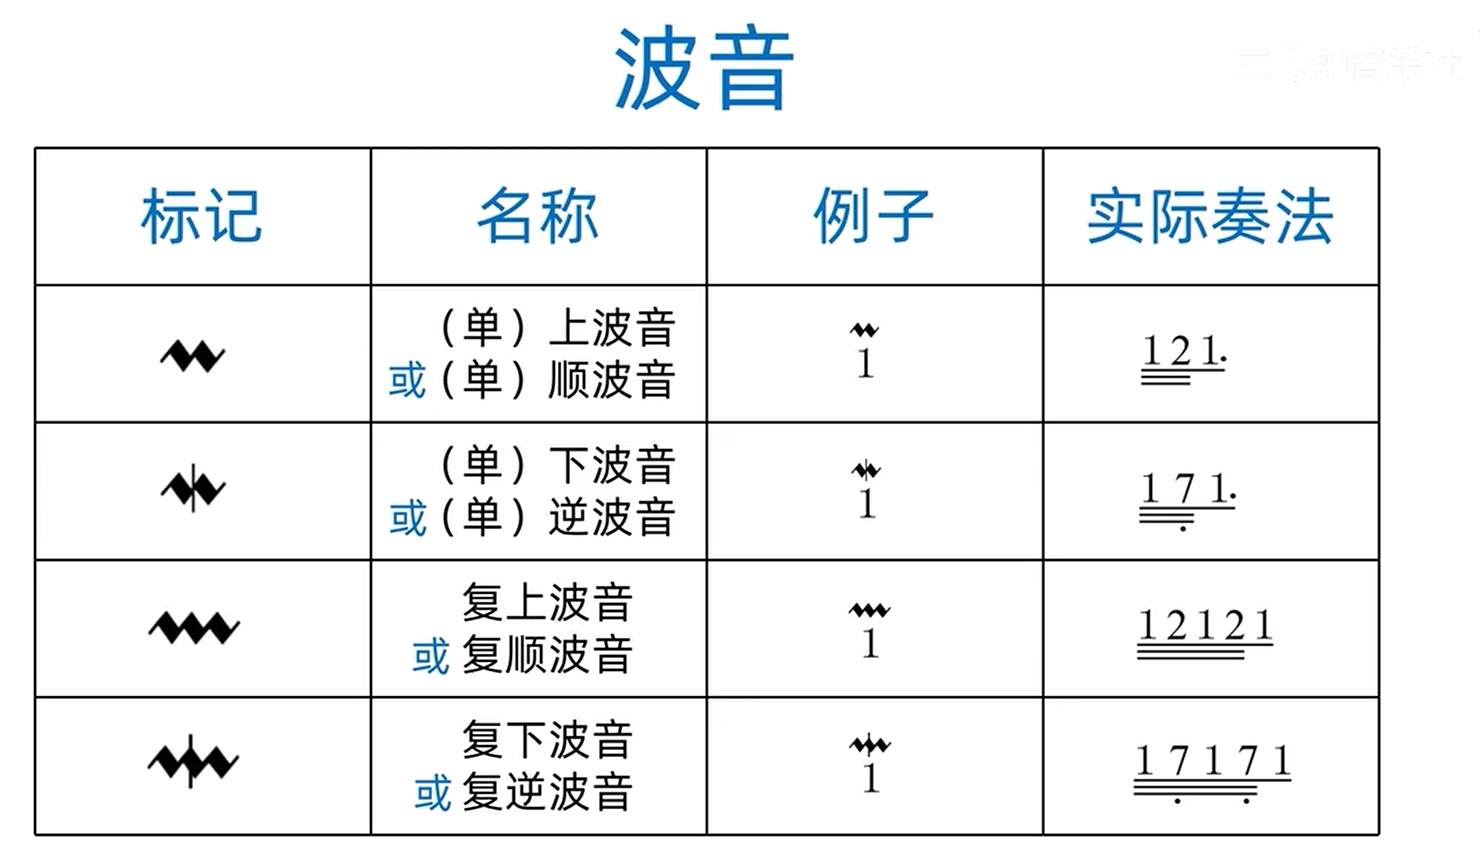 波音
标记 名称 例子 实际奏法
（单）上波音
或（单）顺波音
1
1 2 1.
（单）下波音
或（单）逆波音
1
1 7 1.
复上波音
或 复顺波音
1
1 2 1 2 1
复下波音
或 复逆波音
1
1 7 1 7 1